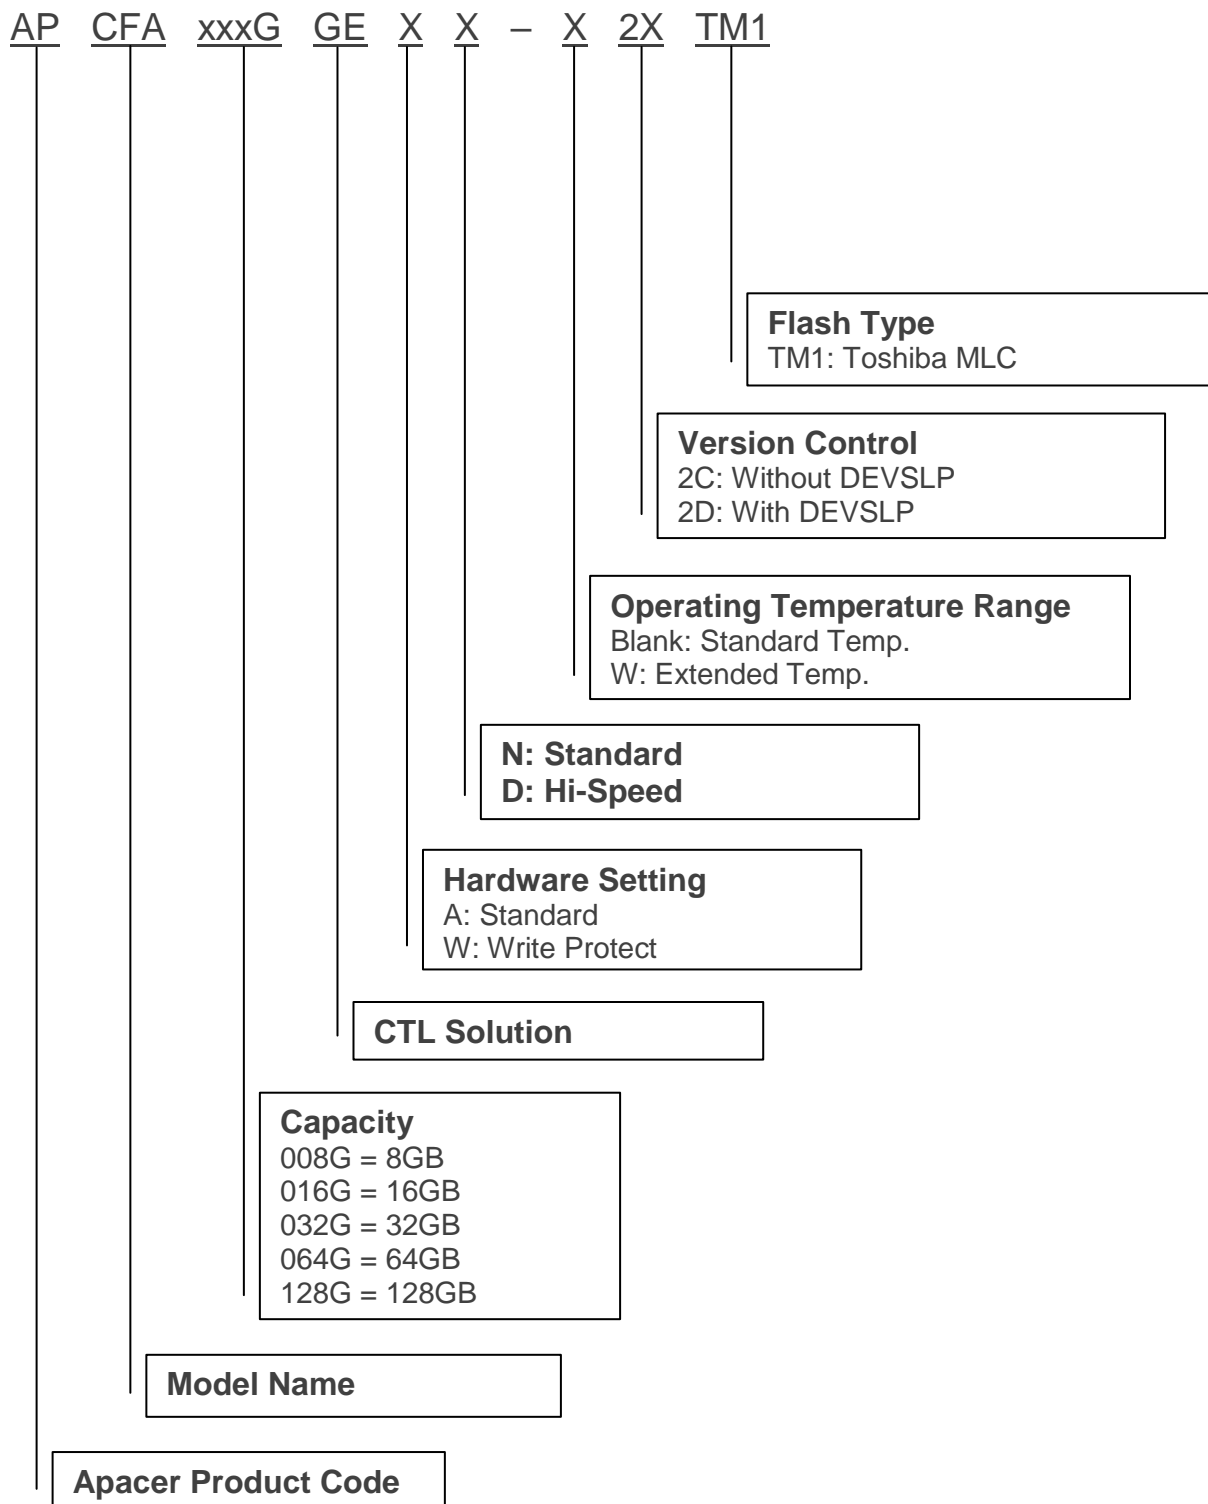 AP CFA xxxG GE X X – X 2X TM1
Flash Type
TM1: Toshiba MLC
Version Control
2C: Without DEVSLP
2D: With DEVSLP
Operating Temperature Range
Blank: Standard Temp.
W: Extended Temp.
N: Standard
D: Hi-Speed
Hardware Setting
A: Standard
W: Write Protect
CTL Solution
Capacity
008G = 8GB
016G = 16GB
032G = 32GB
064G = 64GB
128G = 128GB
Model Name
Apacer Product Code